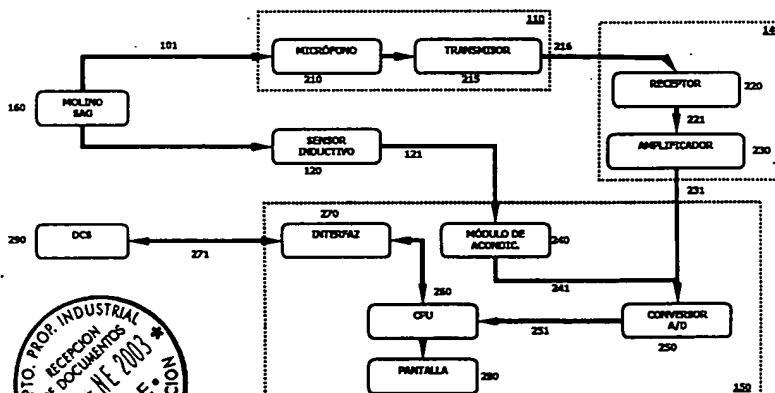 110
101
MICRÓFONO
210
TRANSMISOR
215
216
14
RECEPTOR
220
221
AMPLIFICADOR
230
231
160
MOLINO
SAG
SENSOR
INDUCTIVO
120
121
270
290
DCS
271
INTERFAZ
MÓDULO DE
ACONDIC.
240
241
260
CPU
251
CONVERSOR
A/D
250
PANTALLA
280
150
PTO. PROP. INDUSTRIAL
RECEPCION
DOCUMENTOS
NE 2003